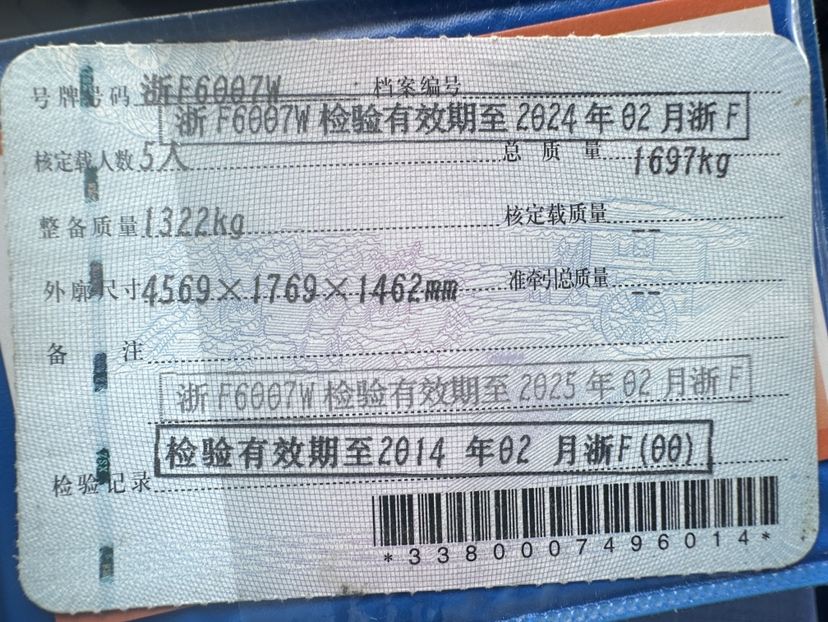 号牌号码 浙F6007W 档案编号
浙F6007W检验有效期至2024年02月浙F
核定载人数 5人 总质量 1697kg
整备质量 1322kg 核定载质量 --
外廓尺寸 4569×1769×1462mm 准牵引总质量 --
备注
浙F6007W检验有效期至2025年02月浙F
检验有效期至2014年02月浙F(00)
检验记录
*3380007496014*